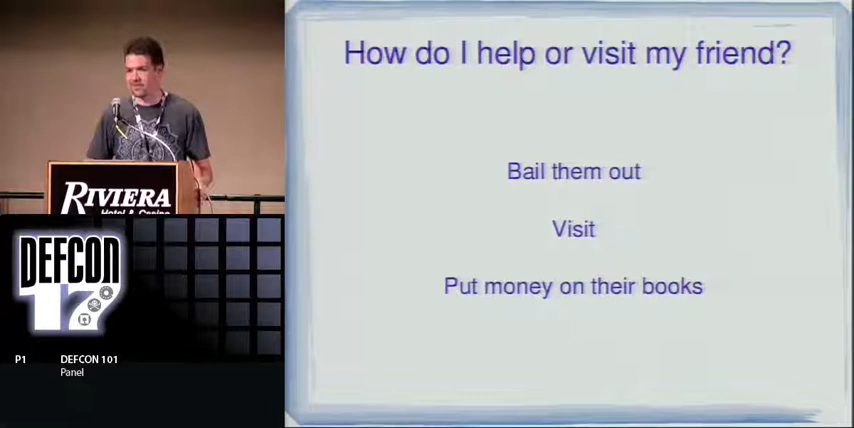 How do I help or visit my friend?
Bail them out
Visit
Put money on their books
RIVIERA
Hotel & Casino
DEFCON
17
P1 DEFCON 101
Panel